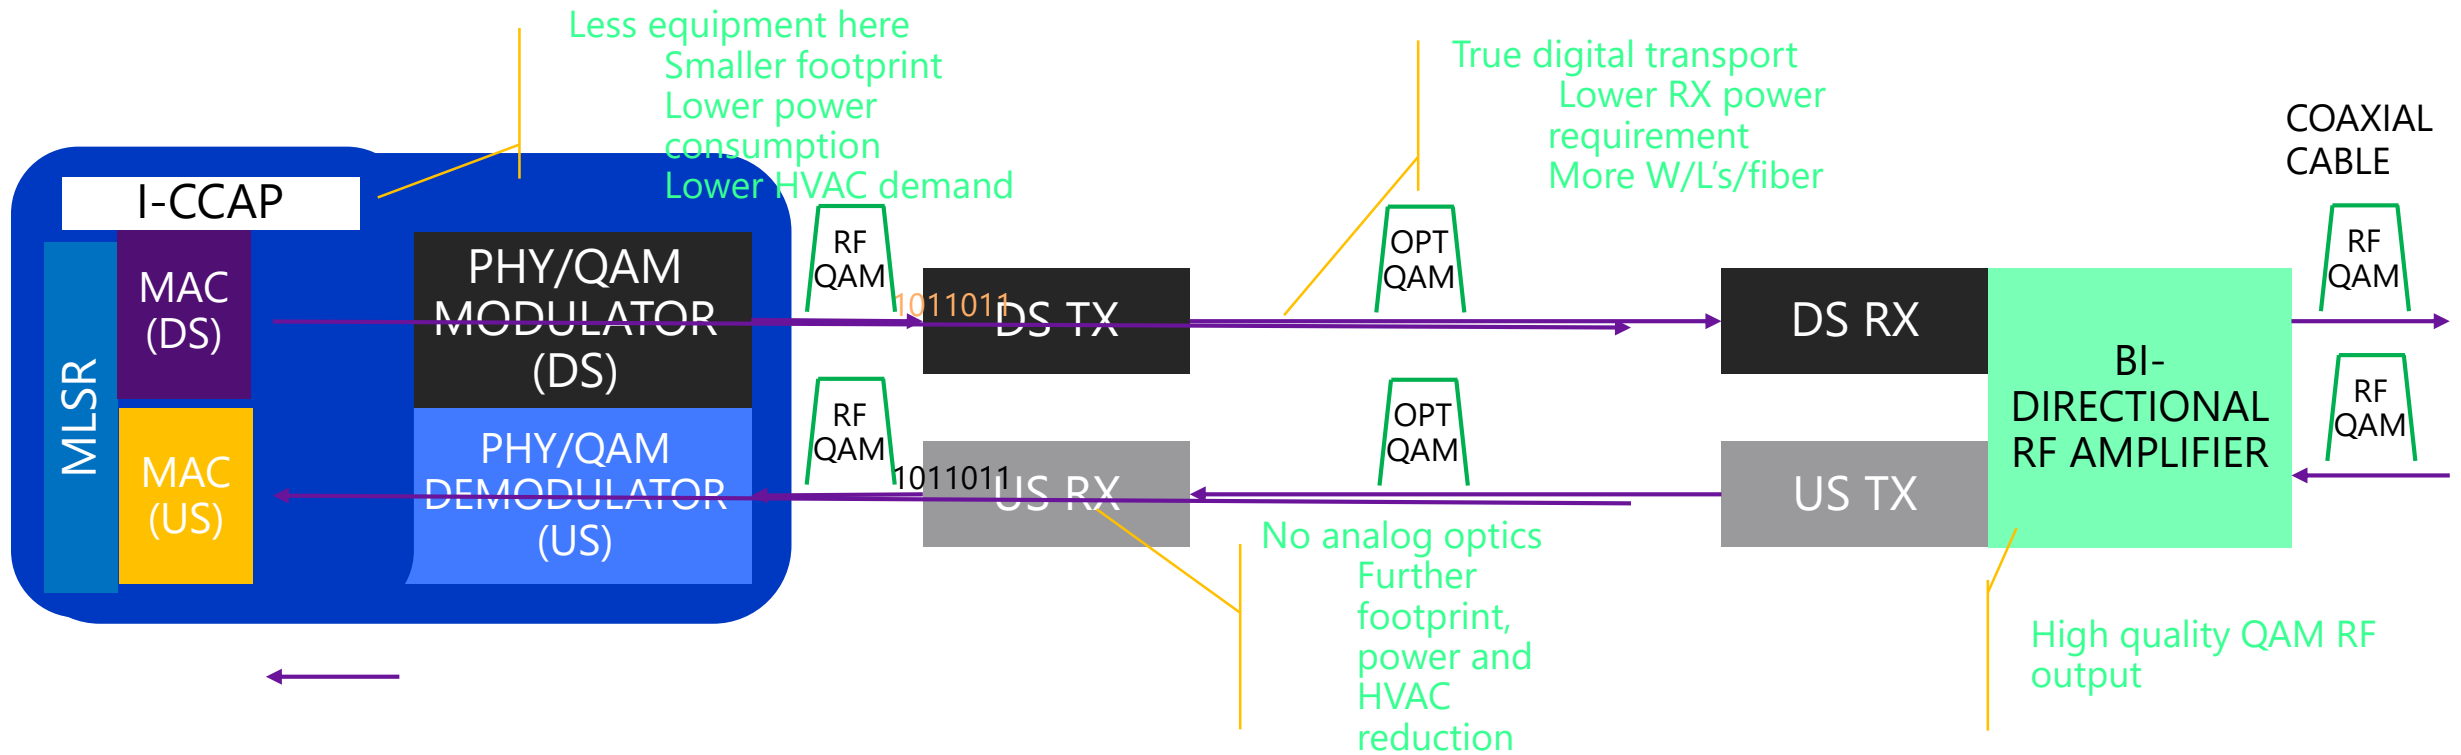 Less equipment here
Smaller footprint
Lower power
consumption
Lower HVAC demand
True digital transport
Lower RX power
requirement
More W/L's/fiber
COAXIAL
CABLE
I-CCAP
MLSR
MAC
(DS)
MAC
(US)
PHY/QAM
MODULATOR
(DS)
PHY/QAM
DEMODULATOR
(US)
RF
QAM
1011011
DS TX
OPT
QAM
DS RX
RF
QAM
RF
QAM
1011011
US RX
OPT
QAM
US TX
BI-
DIRECTIONAL
RF AMPLIFIER
RF
QAM
No analog optics
Further
footprint,
power and
HVAC
reduction
High quality QAM RF
output